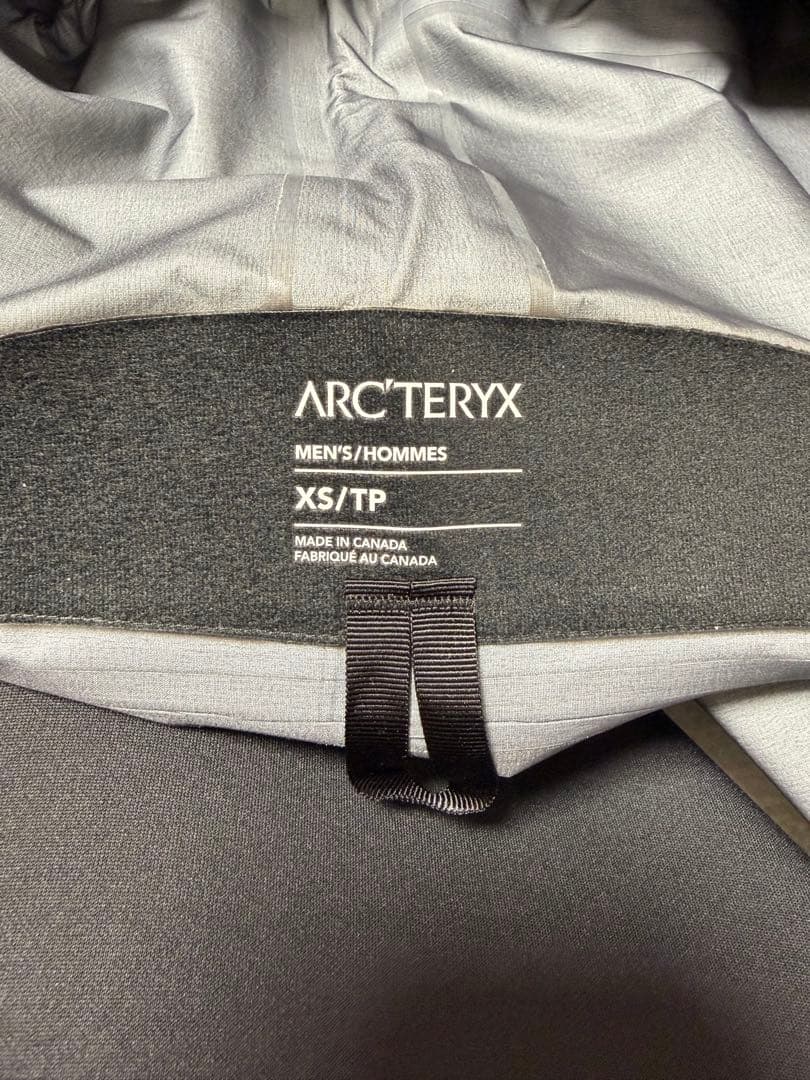 ARC'TERYX
MEN'S/HOMMES
XS/TP
MADE IN CANADA
FABRIQUÉ AU CANADA